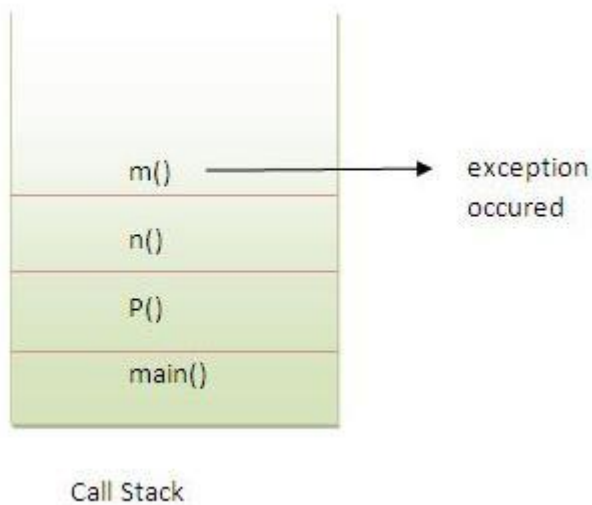 m()
exception
occured
n()
P()
main()
Call Stack